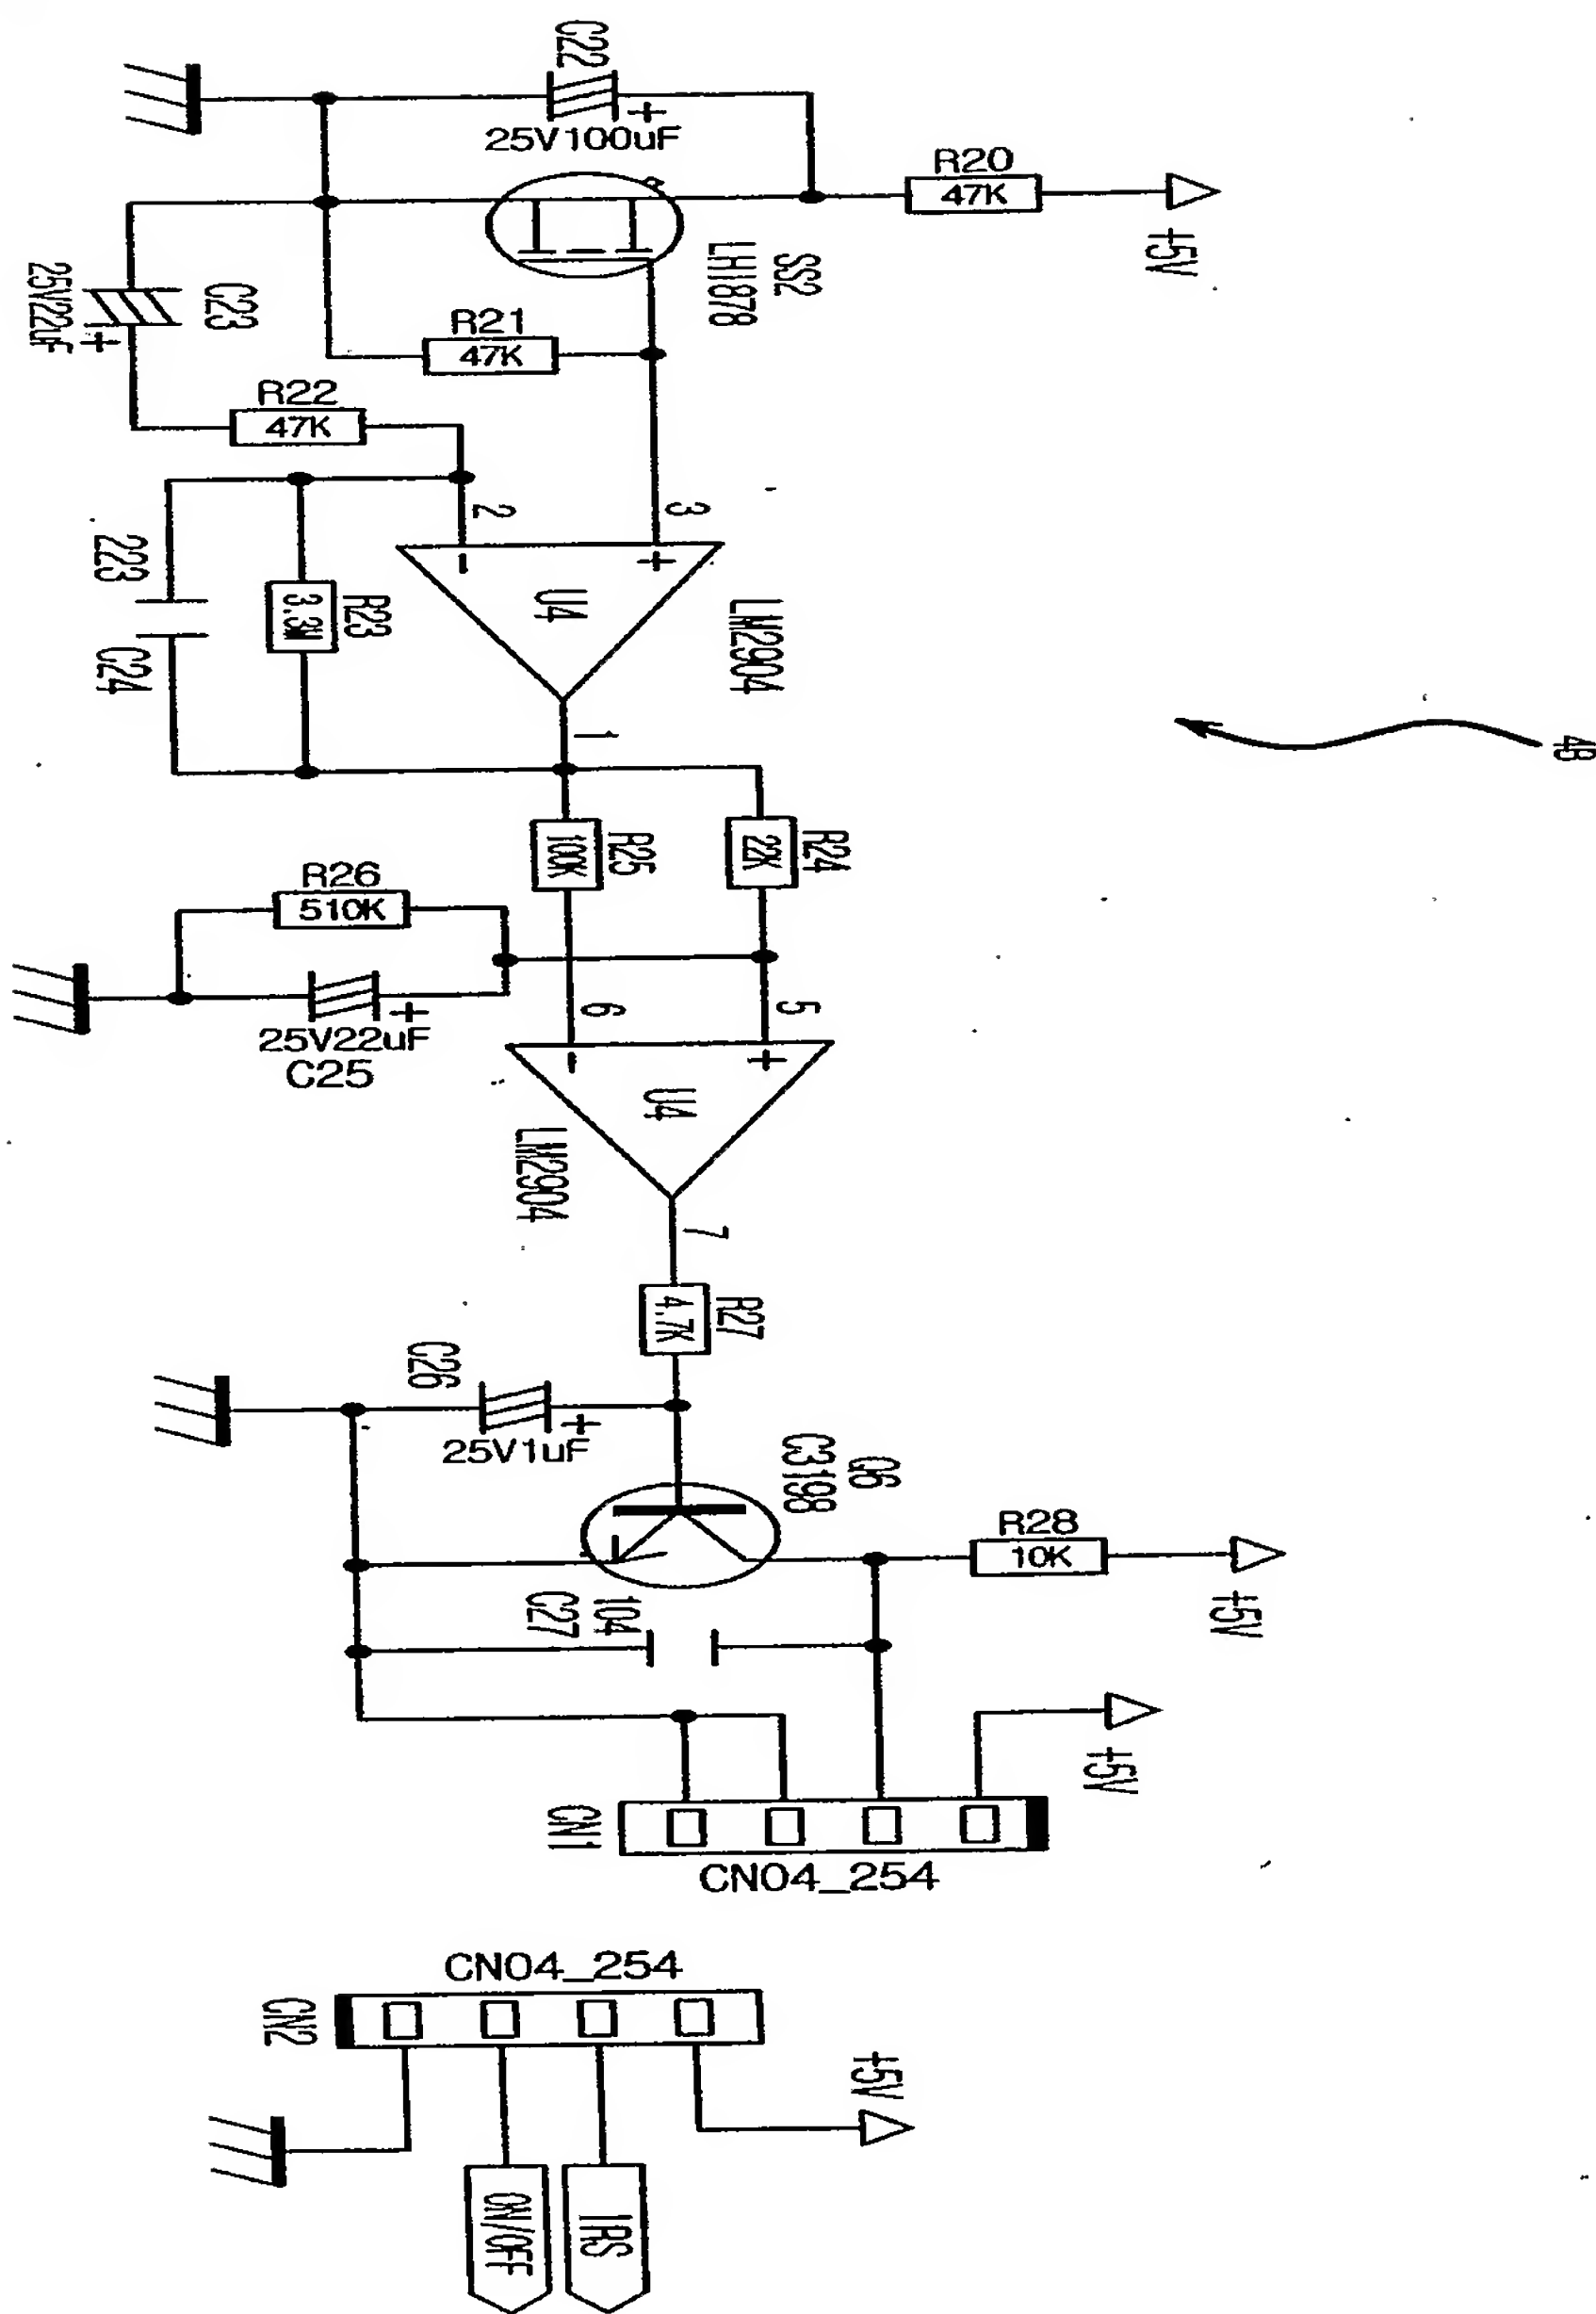 C22
25V100uF
R20
47K
+5V
SS2
LH1878
C23
25V22uF
R21
47K
R22
47K
2
3
223
C24
R23
3.3M
U4
LM2904
4B
1
R25
100K
R24
22K
R26
510K
25V22uF
C25
6
5
U4
LM2904
7
R27
4.7K
C26
25V1uF
Q6
C3198
R28
10K
+5V
104
C27
+5V
CN1
CN04_254
CN04_254
CN2
+5V
ON/OFF
IRS